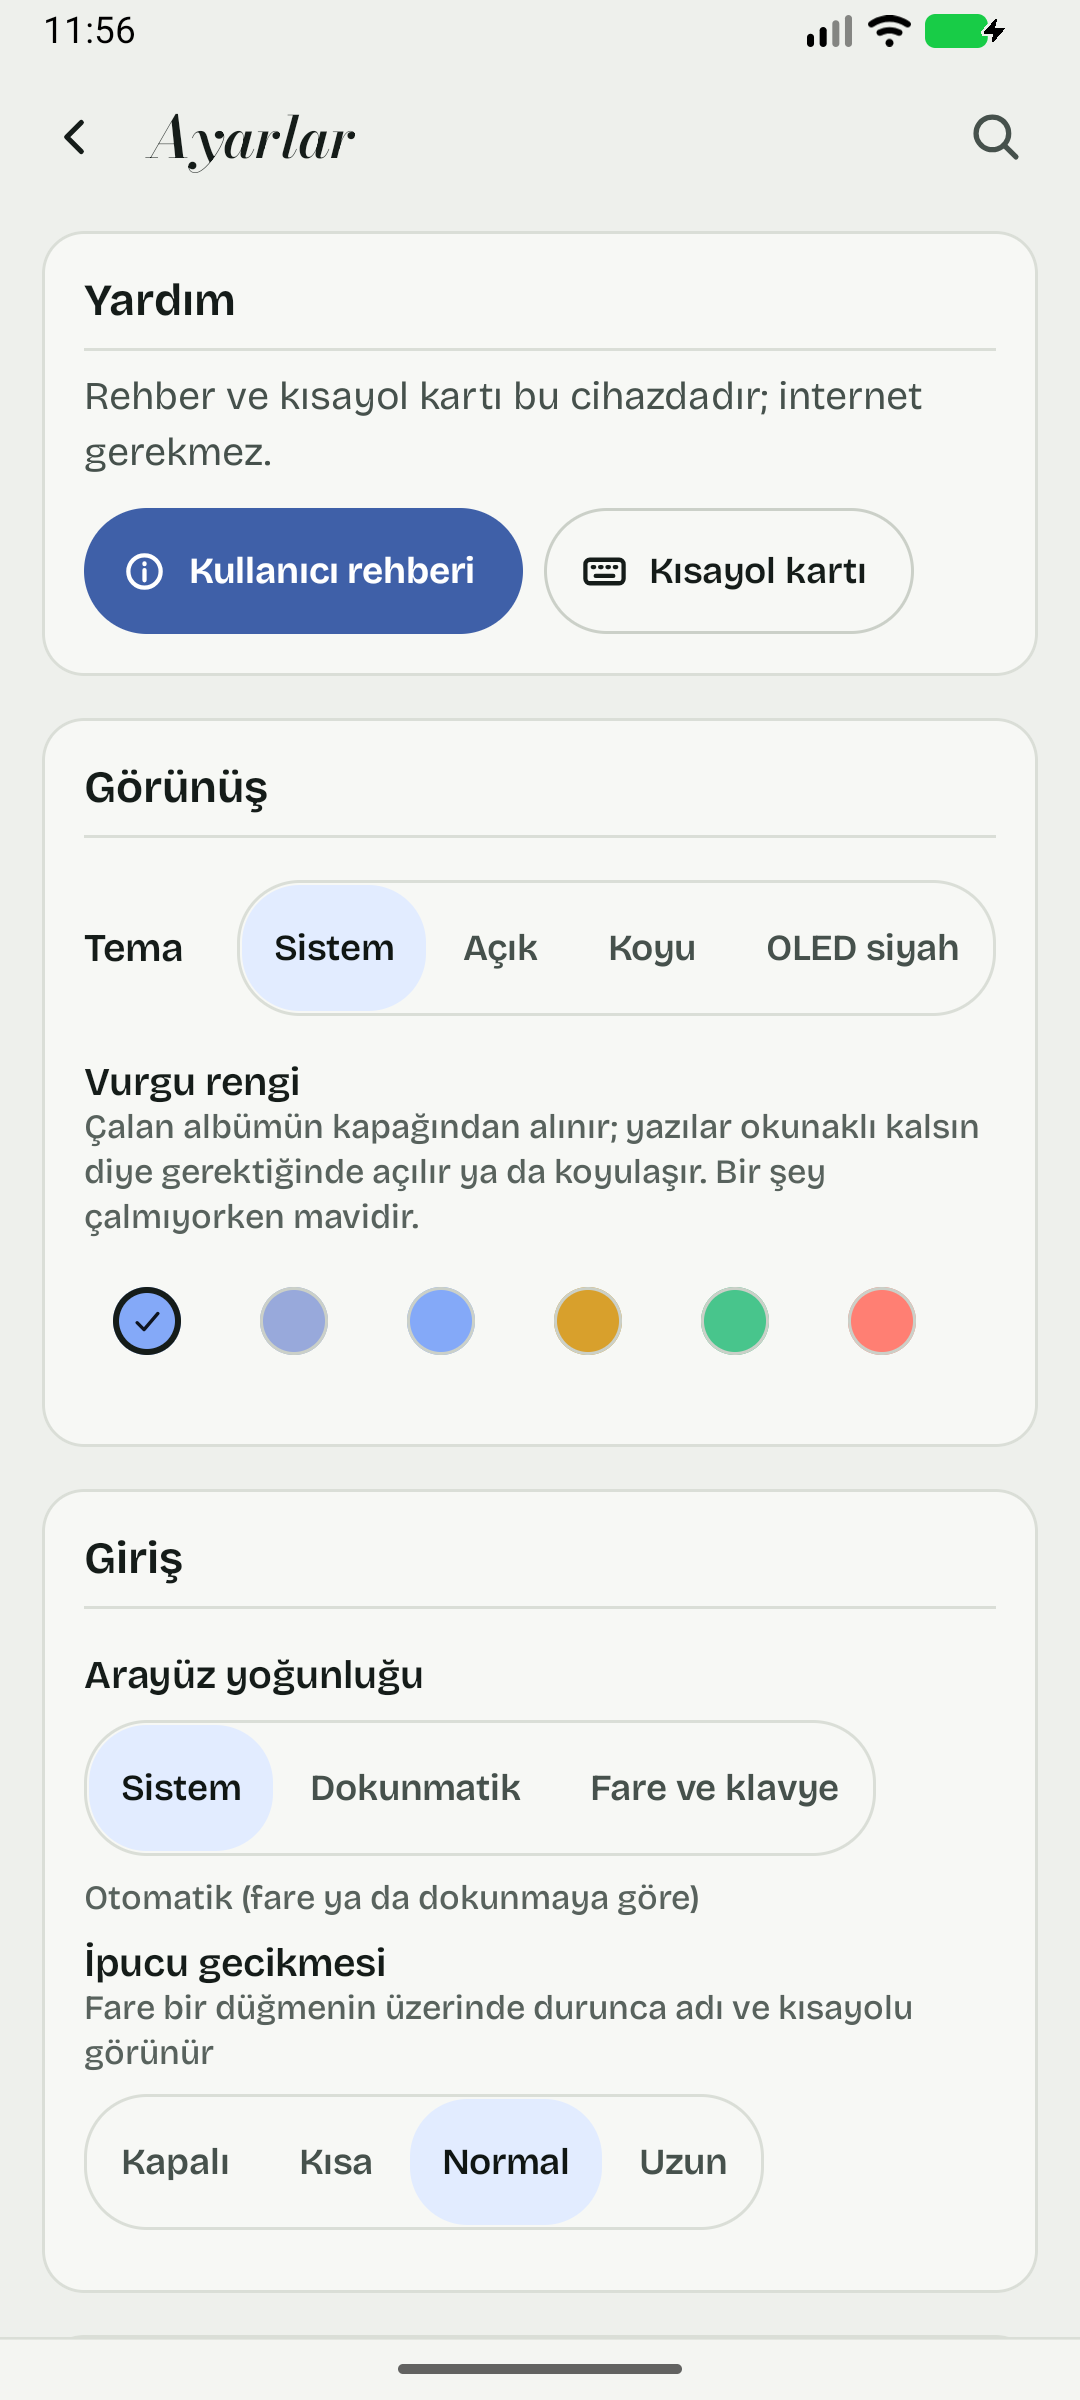 11:56
Ayarlar
Yardım
Rehber ve kısayol kartı bu cihazdadır; internet
gerekmez.
Kullanıcı rehberi
Kısayol kartı
Görünüş
Tema
Sistem
Açık
Koyu
OLED siyah
Vurgu rengi
Çalan albümün kapağından alınır; yazılar okunaklı kalsın
diye gerektiğinde açılır ya da koyulaşır. Bir şey
çalmıyorken mavidir.
Giriş
Arayüz yoğunluğu
Sistem
Dokunmatik
Fare ve klavye
Otomatik (fare ya da dokunmaya göre)
İpucu gecikmesi
Fare bir düğmenin üzerinde durunca adı ve kısayolu
görünür
Kapalı
Kısa
Normal
Uzun